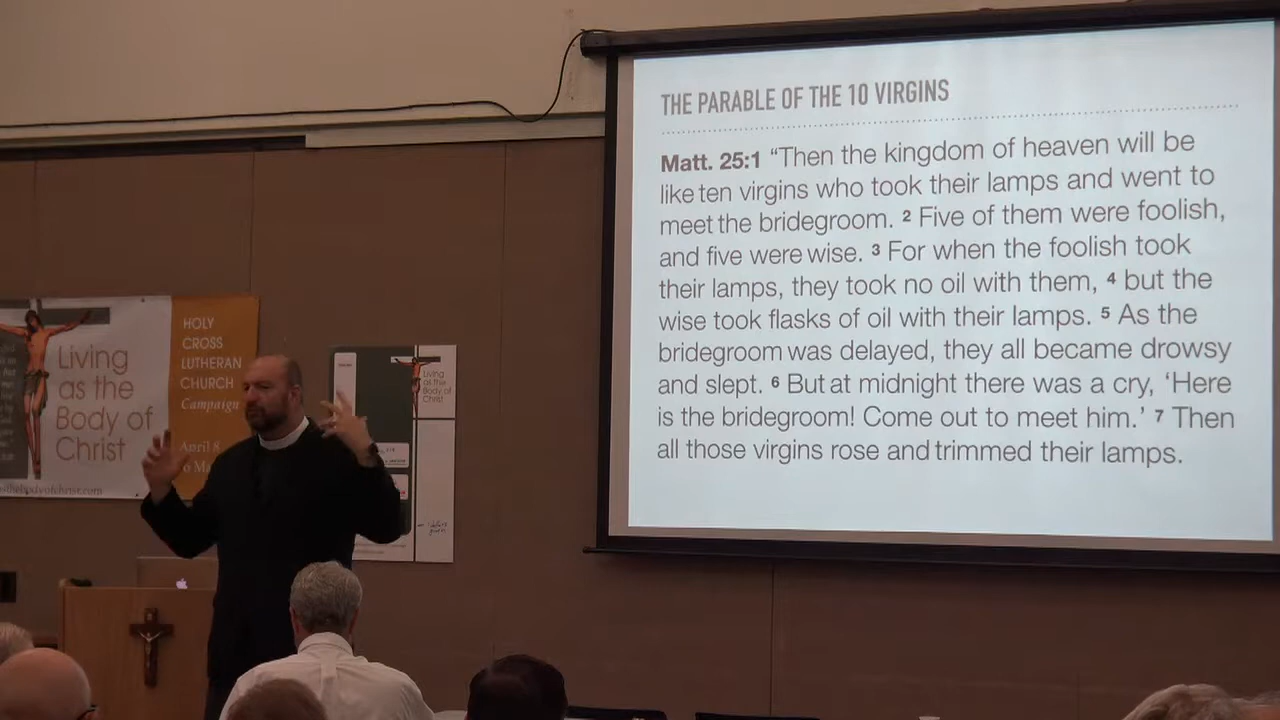 THE PARABLE OF THE 10 VIRGINS
Matt. 25:1 “Then the kingdom of heaven will be
like ten virgins who took their lamps and went to
meet the bridegroom. 2 Five of them were foolish,
and five were wise. 3 For when the foolish took
their lamps, they took no oil with them, 4 but the
wise took flasks of oil with their lamps. 5 As the
bridegroom was delayed, they all became drowsy
and slept. 6 But at midnight there was a cry, ‘Here
is the bridegroom! Come out to meet him.’ 7 Then
all those virgins rose and trimmed their lamps.
Living
as the
Body of
Christ
HOLY
CROSS
LUTHERAN
CHURCH
Campaign
April 8
Living
as the
Body of
Christ